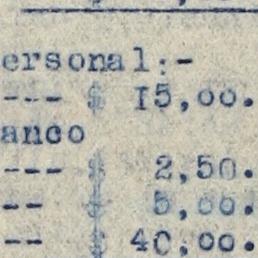 ersonal:-
--- $ I5,oo.
anco
--- $ 2,50.
-- $ 5,oo.
-- $ 40,oo.